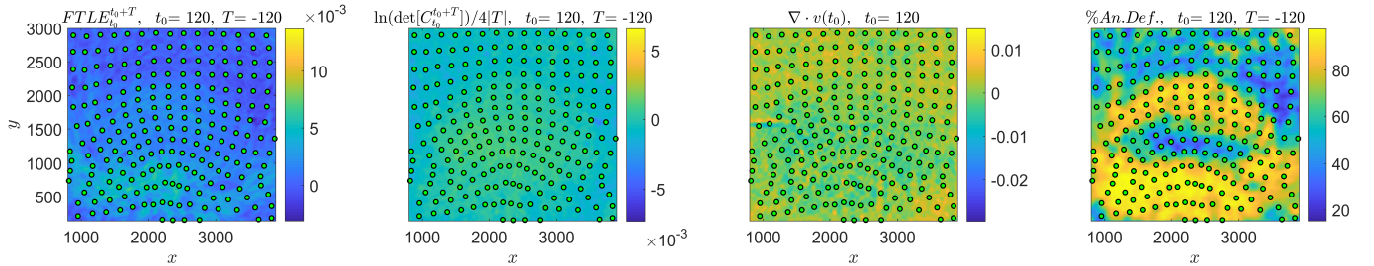 FTLE_{t_0}^{t_0+T}, t_0= 120, T= -120
×10^{-3}
3000
2500
2000
1500
1000
500
y
1000 2000 3000
x
10
5
0
ln(det[C_{t_0}^{t_0+T}])/4|T|, t_0= 120, T= -120
1000 2000 3000
x
5
0
-5
×10^{-3}
∇ · v(t_0), t_0= 120
1000 2000 3000
x
0.01
0
-0.01
-0.02
%An.Def., t_0= 120, T= -120
1000 2000 3000
x
80
60
40
20